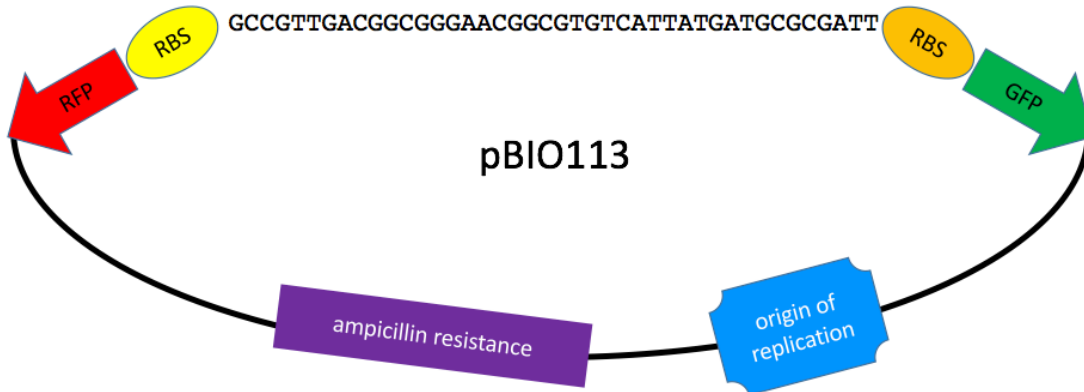 GCCGTTGACGGCGGGAACGGCGTGTCATTATGATGCGCGATT
RBS
RBS
RFP
GFP
pBIO113
ampicillin resistance
origin of
replication